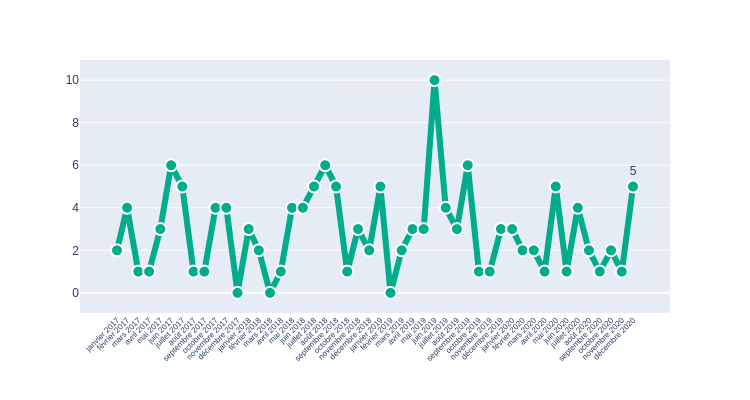 10
8
6
4
2
0
5
janvier 2017
février 2017
mars 2017
avril 2017
mai 2017
juin 2017
juillet 2017
août 2017
septembre 2017
octobre 2017
novembre 2017
décembre 2017
janvier 2018
février 2018
mars 2018
avril 2018
mai 2018
juin 2018
juillet 2018
août 2018
septembre 2018
octobre 2018
novembre 2018
décembre 2018
janvier 2019
février 2019
mars 2019
avril 2019
mai 2019
juin 2019
juillet 2019
août 2019
septembre 2019
octobre 2019
novembre 2019
décembre 2019
janvier 2020
février 2020
mars 2020
avril 2020
mai 2020
juin 2020
juillet 2020
août 2020
septembre 2020
octobre 2020
novembre 2020
décembre 2020